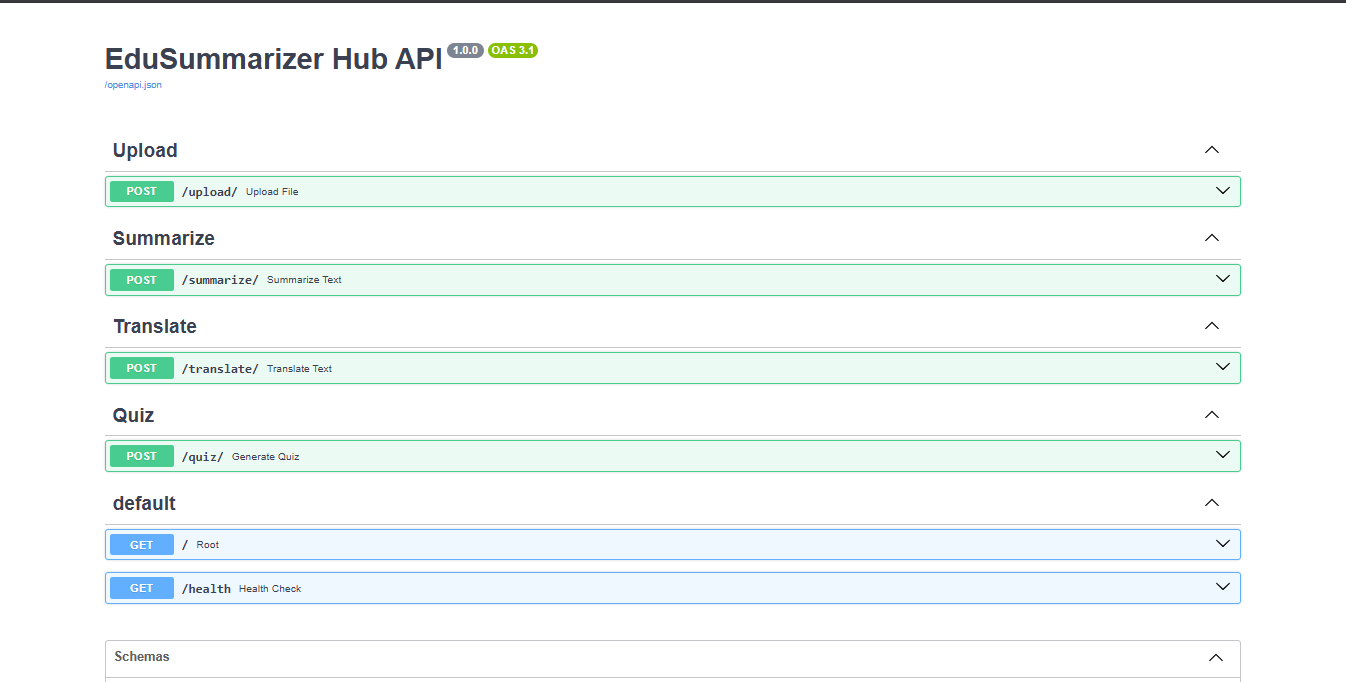 EduSummarizer Hub API 1.0.0 OAS 3.1
/openapi.json
Upload
POST /upload/ Upload File
Summarize
POST /summarize/ Summarize Text
Translate
POST /translate/ Translate Text
Quiz
POST /quiz/ Generate Quiz
default
GET / Root
GET /health Health Check
Schemas